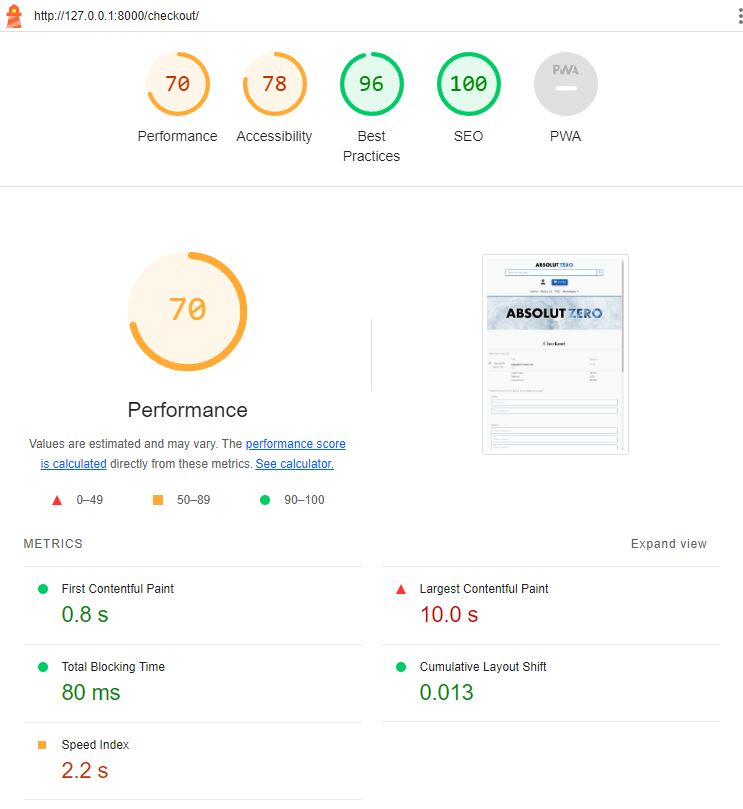 http://127.0.0.1:8000/checkout/
70
78
96
100
PWA
Performance
Accessibility
Best
Practices
SEO
PWA
70
Performance
Values are estimated and may vary. The performance score
is calculated directly from these metrics. See calculator.
0–49
50–89
90–100
ABSOLUT ZERO
ABSOLUT ZERO
Checkout
METRICS
Expand view
First Contentful Paint
0.8 s
Largest Contentful Paint
10.0 s
Total Blocking Time
80 ms
Cumulative Layout Shift
0.013
Speed Index
2.2 s